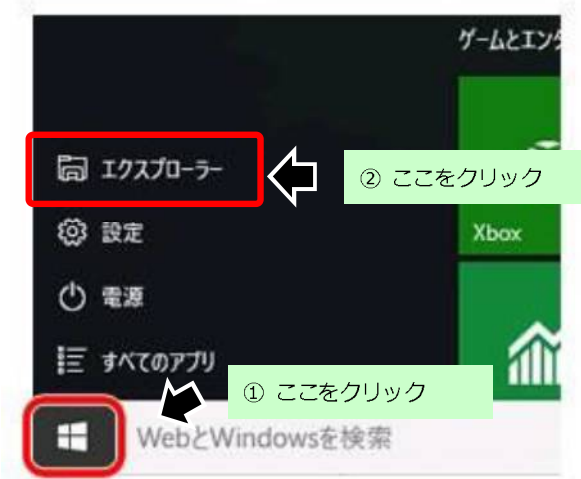 ゲームとエンタ
エクスプローラー
② ここをクリック
設定
Xbox
電源
すべてのアプリ
① ここをクリック
WebとWindowsを検索